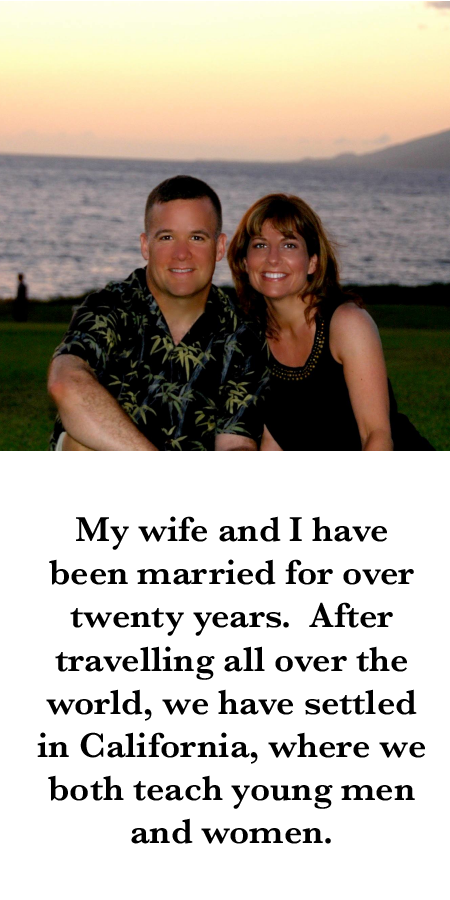 My wife and I have
been married for over
twenty years.  After
travelling all over the
world, we have settled
in California, where we
both teach young men
and women.